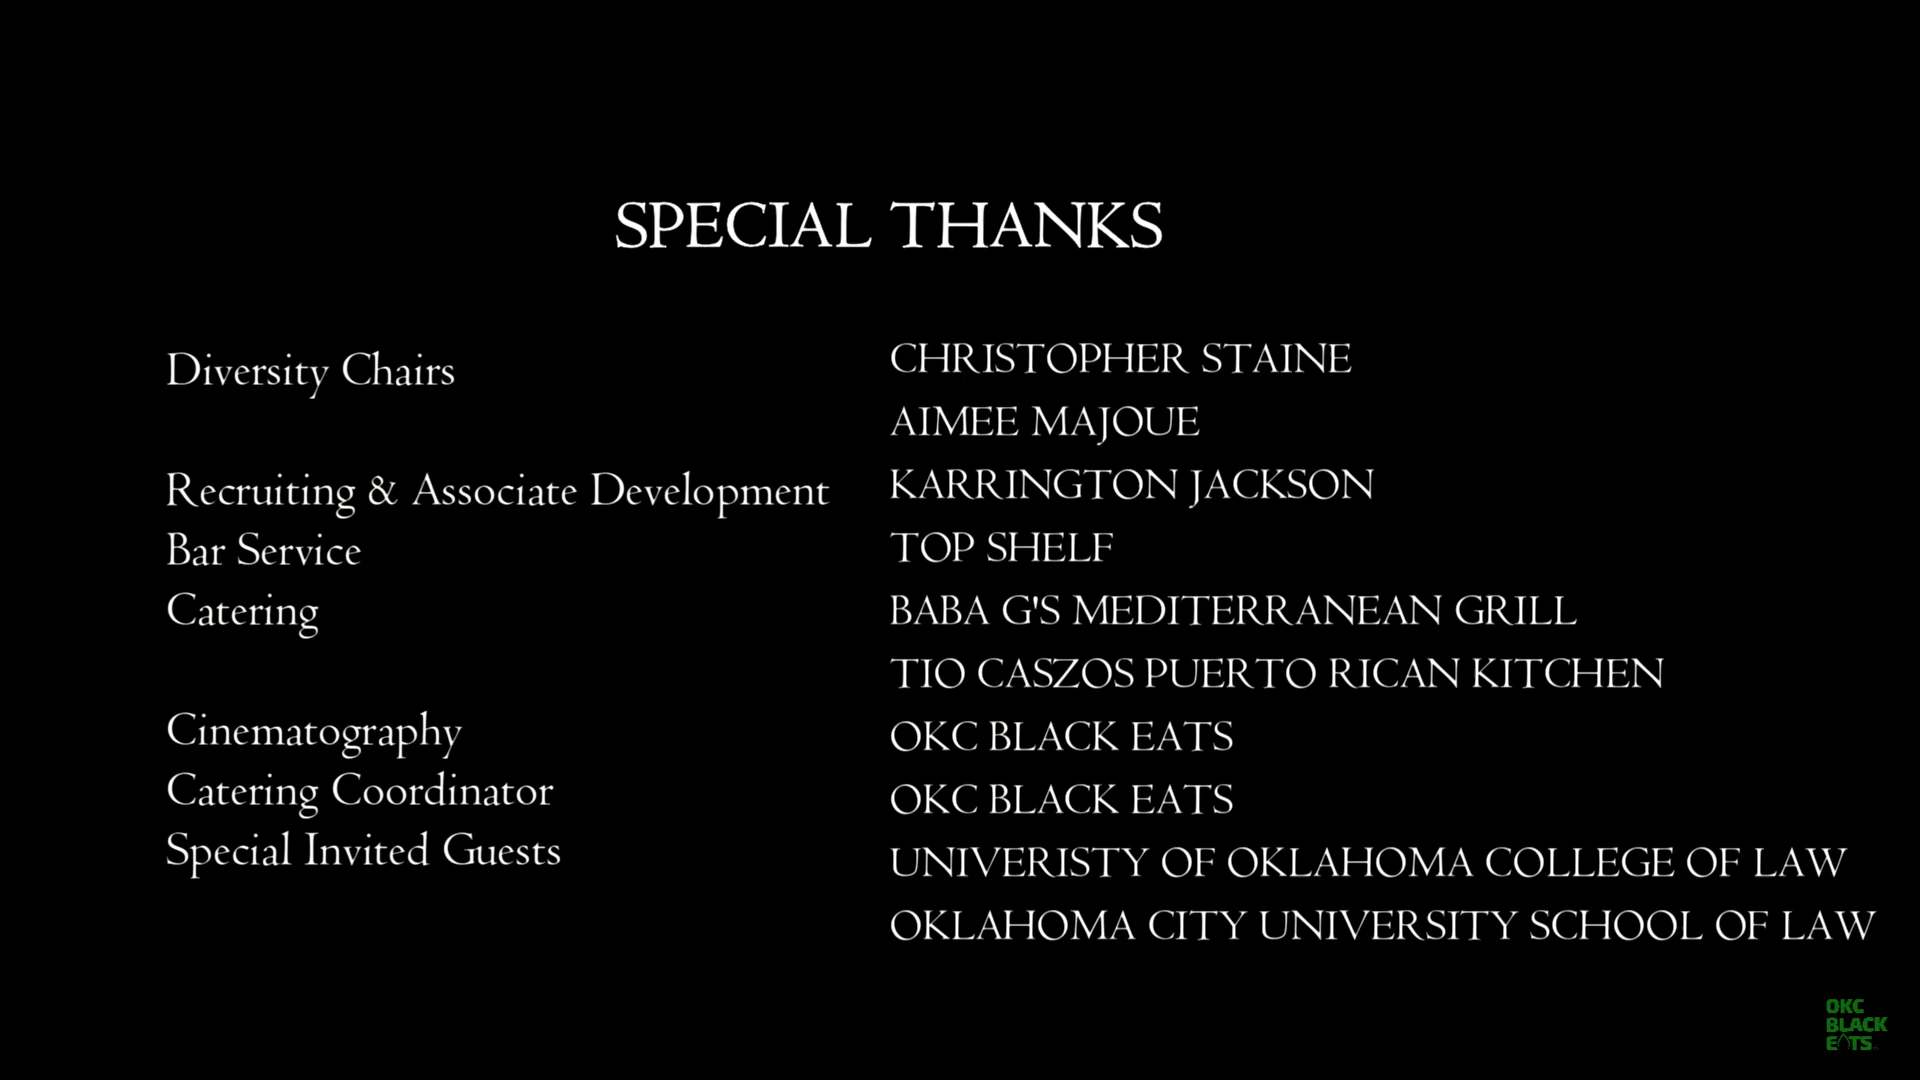 SPECIAL THANKS
Diversity Chairs
CHRISTOPHER STAINE
AIMEE MAJOUE
Recruiting & Associate Development
KARRINGTON JACKSON
Bar Service
TOP SHELF
Catering
BABA G'S MEDITERRANEAN GRILL
TIO CASZOS PUERTO RICAN KITCHEN
Cinematography
OKC BLACK EATS
Catering Coordinator
OKC BLACK EATS
Special Invited Guests
UNIVERISTY OF OKLAHOMA COLLEGE OF LAW
OKLAHOMA CITY UNIVERSITY SCHOOL OF LAW
OKC
BLACK
EATS